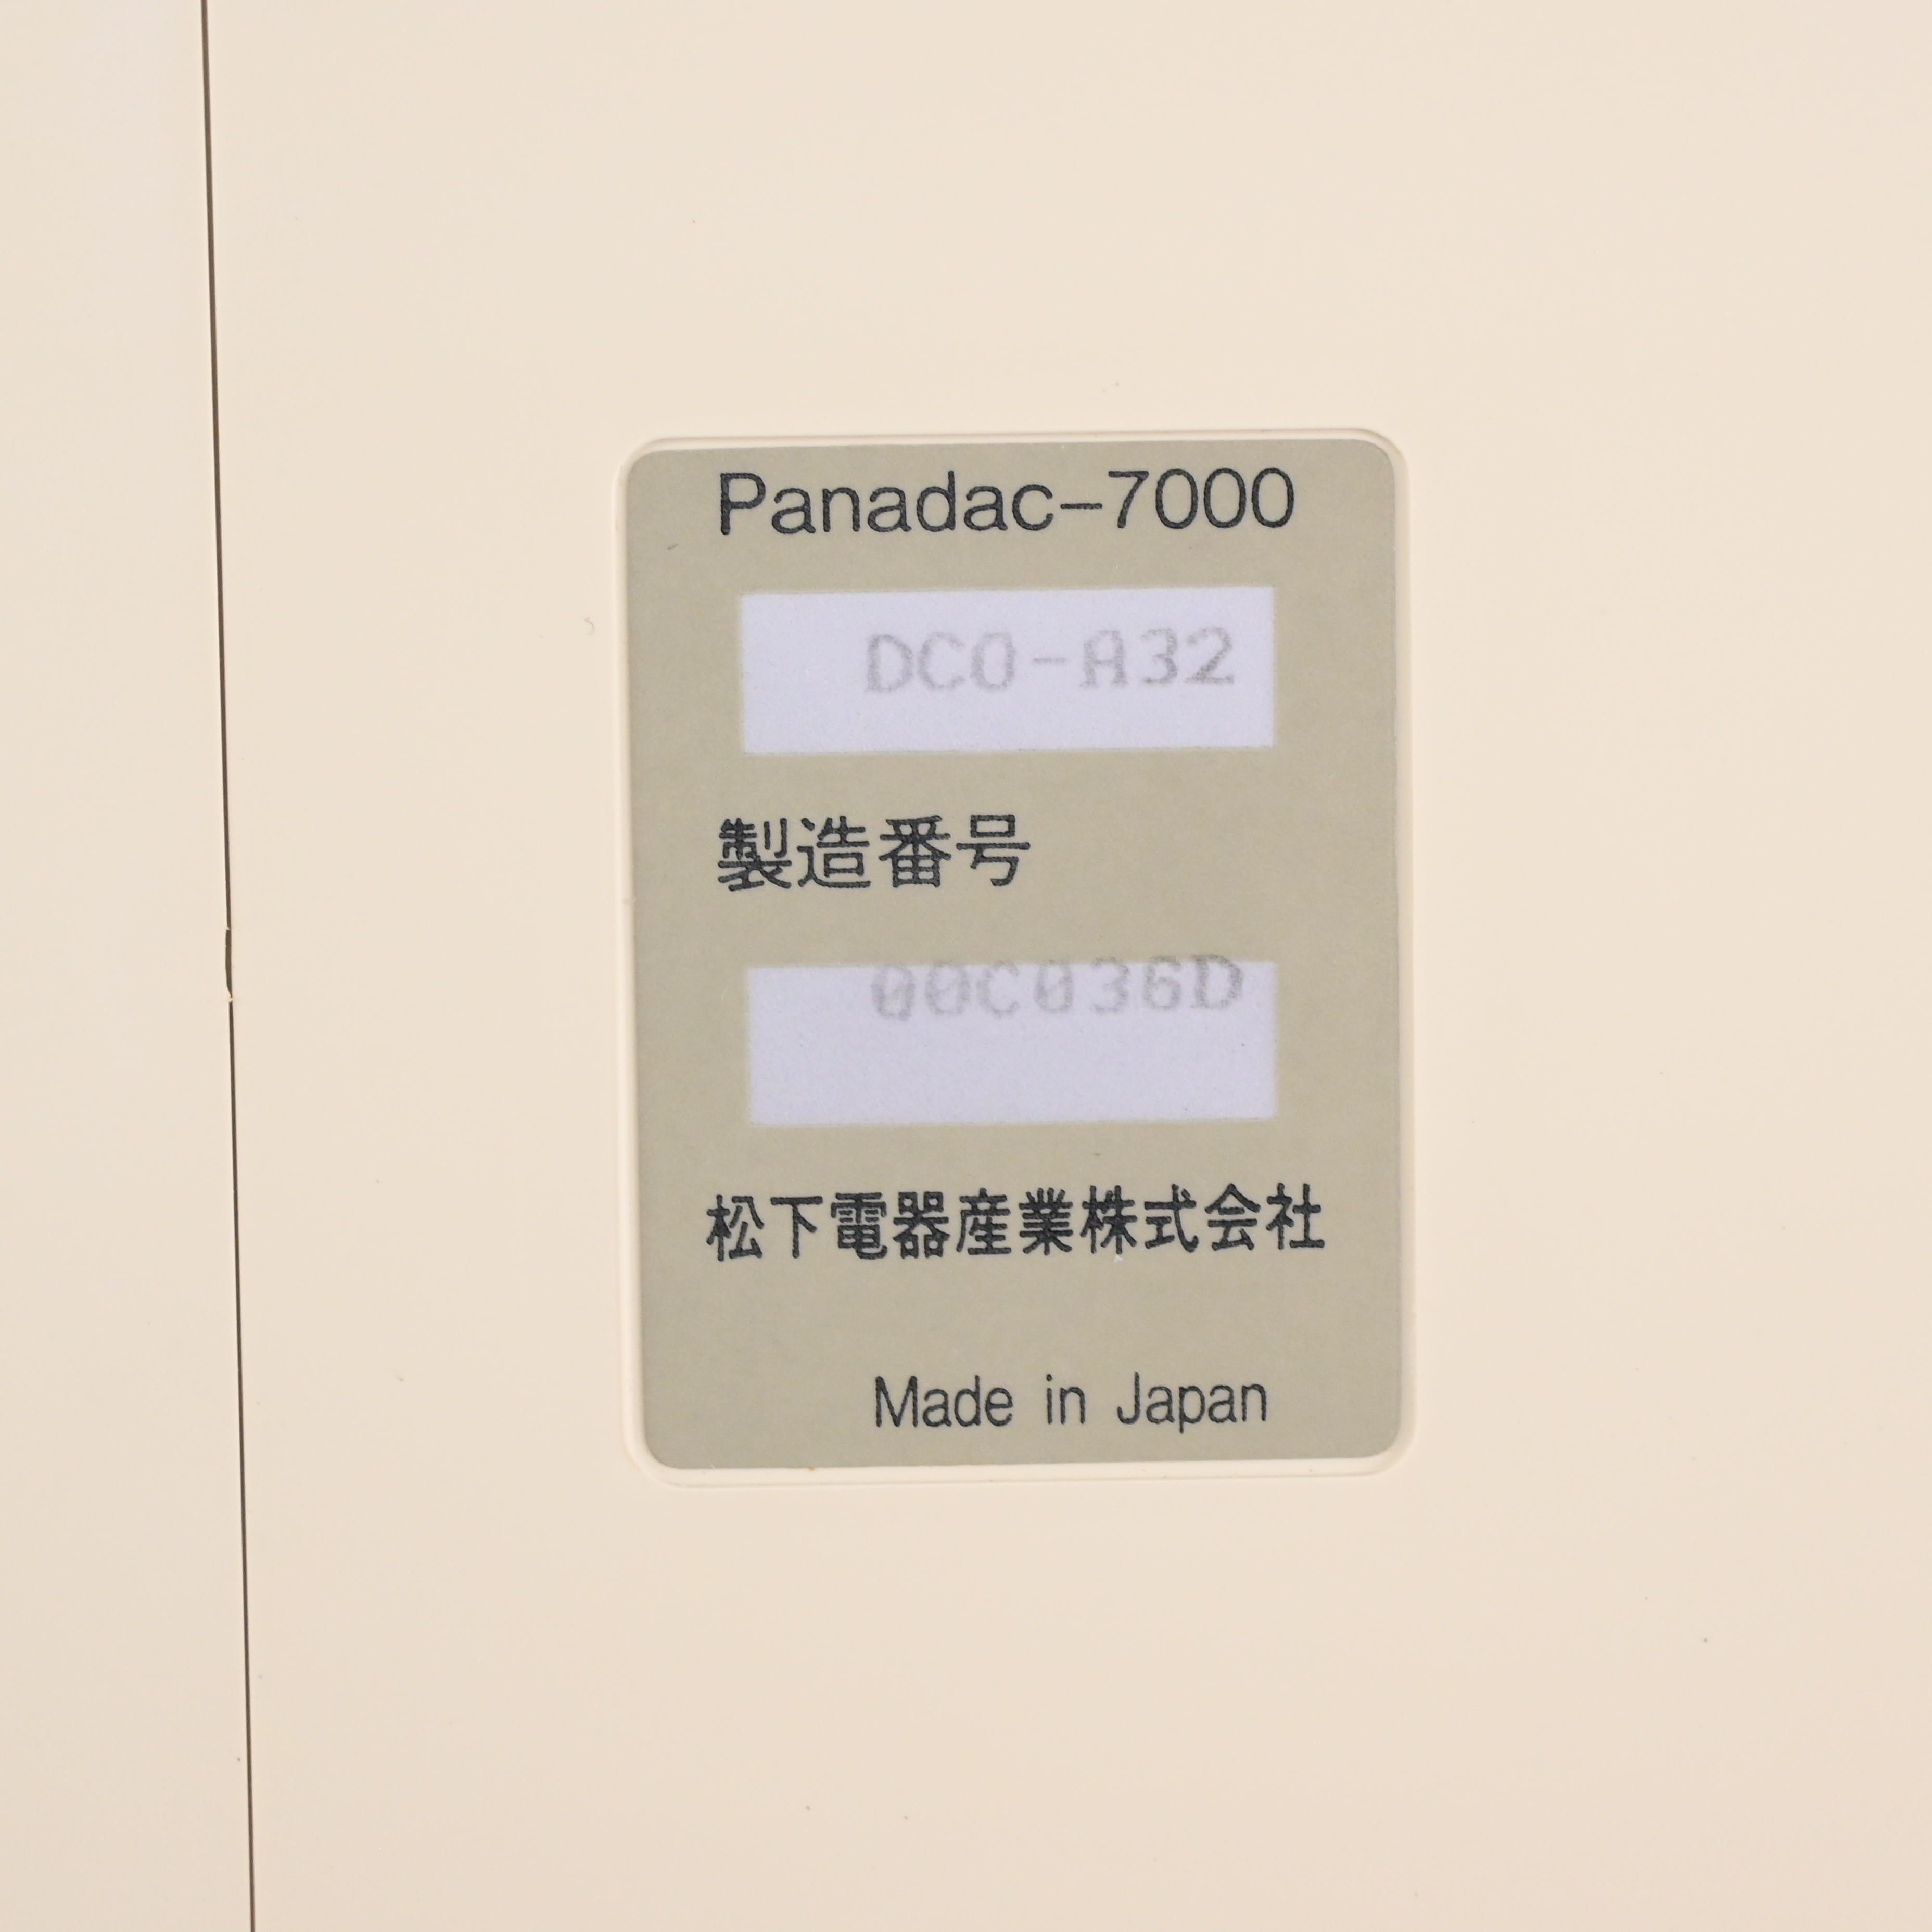 Panadac-7000
DC0-A32
製造番号
00C036D
松下電器産業株式会社
Made in Japan